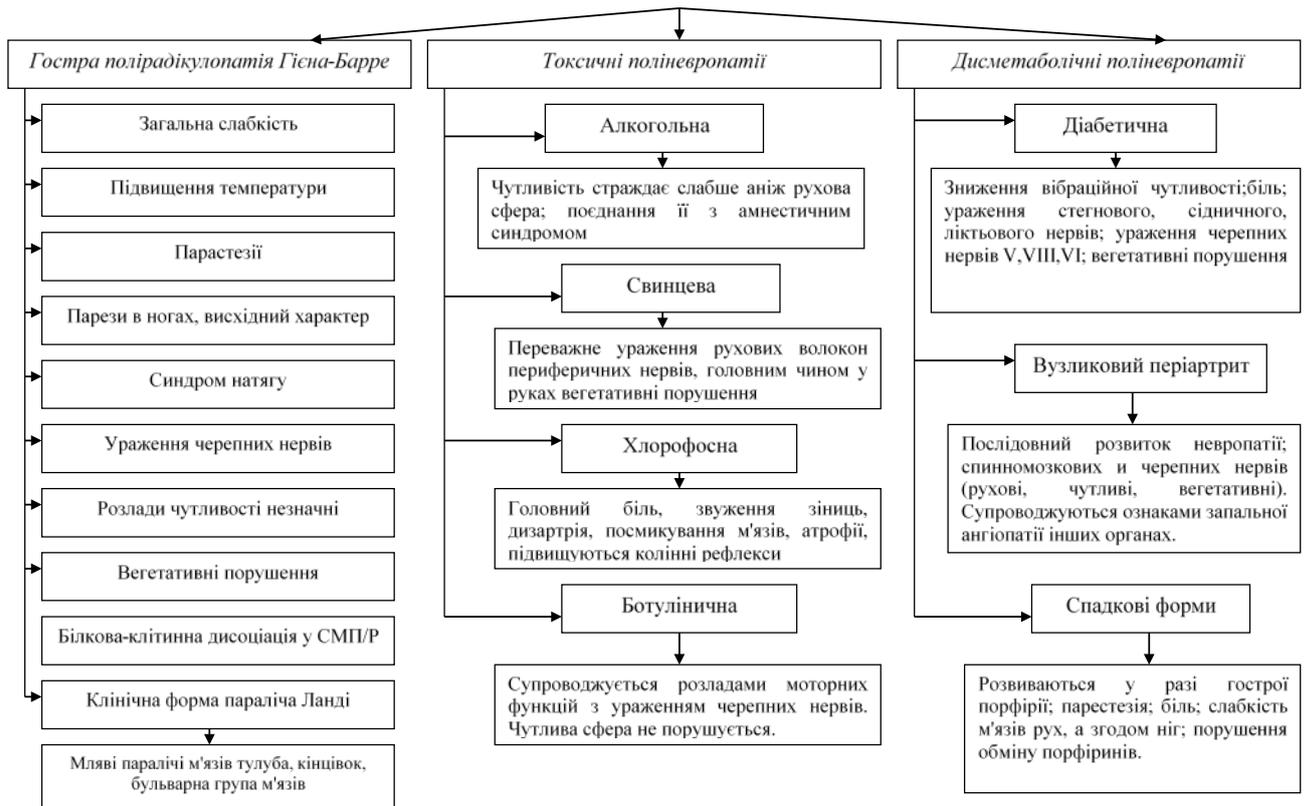 Гостра полірадікулопатія Гієна-Барре
Загальна слабкість
Підвищення температури
Парастезії
Парези в ногах, висхідний характер
Синдром натягу
Ураження черепних нервів
Розлади чутливості незначні
Вегетативні порушення
Білкова-клітинна дисоціація у СМП/Р
Клінічна форма параліча Ланді
Мляві паралічі м'язів тулуба, кінцівок,
бульварна група м'язів
Токсичні поліневропатії
Алкогольна
Чутливість страждає слабше аніж рухова
сфера; поєднання її з амнестичним
синдромом
Свинцева
Переважне ураження рухових волокон
периферичних нервів, головним чином у
руках вегетативні порушення
Хлорофосна
Головний біль, звуження зіниць,
дизартрія, посмикування м'язів, атрофії,
підвищуються колінні рефлекси
Ботулінична
Супроводжується розладами моторних
функцій з ураженням черепних нервів.
Чутлива сфера не порушується.
Дисметаболічні поліневропатії
Діабетична
Зниження вібраційної чутливості;біль;
ураження стегнового, сідничного,
ліктьового нервів; ураження черепних
нервів V,VIII,VI; вегетативні порушення
Вузликовий періартрит
Послідовний розвиток невропатії;
спинномозкових и черепних нервів
(рухові, чутливі, вегетативні).
Супроводжуються ознаками запальної
ангіопатії інших органах.
Спадкові форми
Розвиваються у разі гострої
порфірії; парестезія; біль; слабкість
м'язів рух, а згодом ніг; порушення
обміну порфіринів.